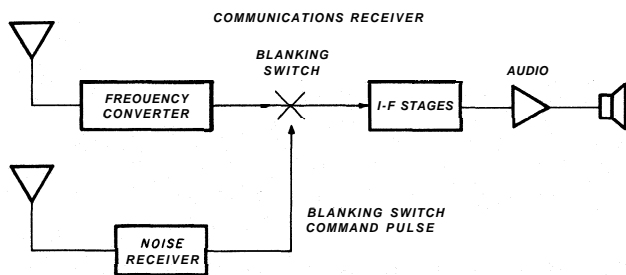 COMMUNICATIONS RECEIVER
BLANKING
SWITCH
AUDIO
FREOUENCY
CONVERTER
I-F STAGES
BLANKING SWITCH
COMMAND PULSE
NOISE
RECEIVER